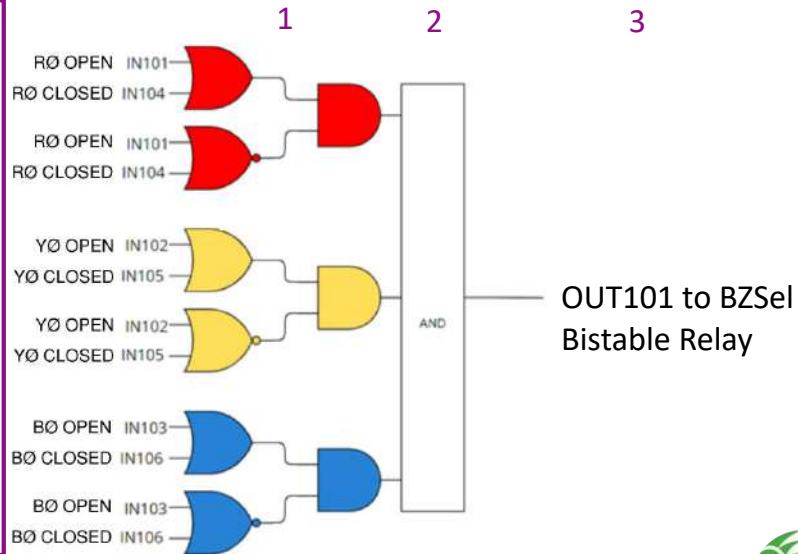 1 2 3
RØ OPEN IN101
RØ CLOSED IN104
RØ OPEN IN101
RØ CLOSED IN104
YØ OPEN IN102
YØ CLOSED IN105
YØ OPEN IN102
YØ CLOSED IN105
AND
OUT101 to BZSel
Bistable Relay
BØ OPEN IN103
BØ CLOSED IN106
BØ OPEN IN103
BØ CLOSED IN106